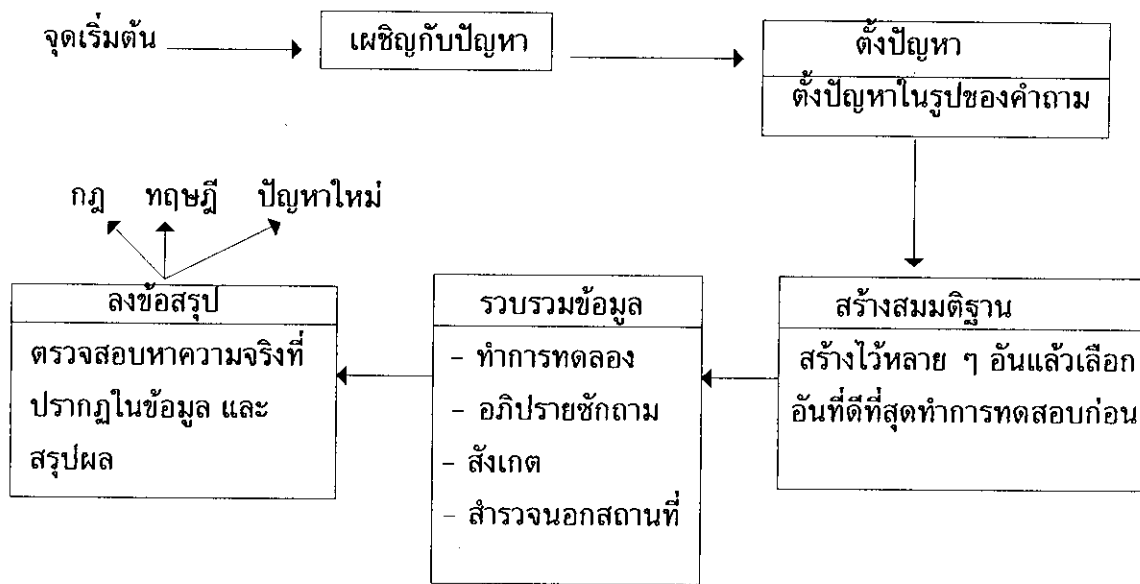 จุดเริ่มต้น
เผชิญกับปัญหา
ตั้งปัญหา
ตั้งปัญหาในรูปชองคำถาม
กฎ ทฤษฎี ปัญหาใหม่
ลงข้อสรุป
ตรวจสอบหาความจริงที่
ปรากฏในข้อมูล และ
สรุปผล
รวบรวมข้อมูล
- ทำการทดลอง
- อภิปรายซักถาม
- สังเกต
- สำรวจนอกสถานที่
สร้างสมมติฐาน
สร้างไว้หลาย ๆ อันแล้วเลือก
อันที่ดีที่สุดทำการทดสอบก่อน